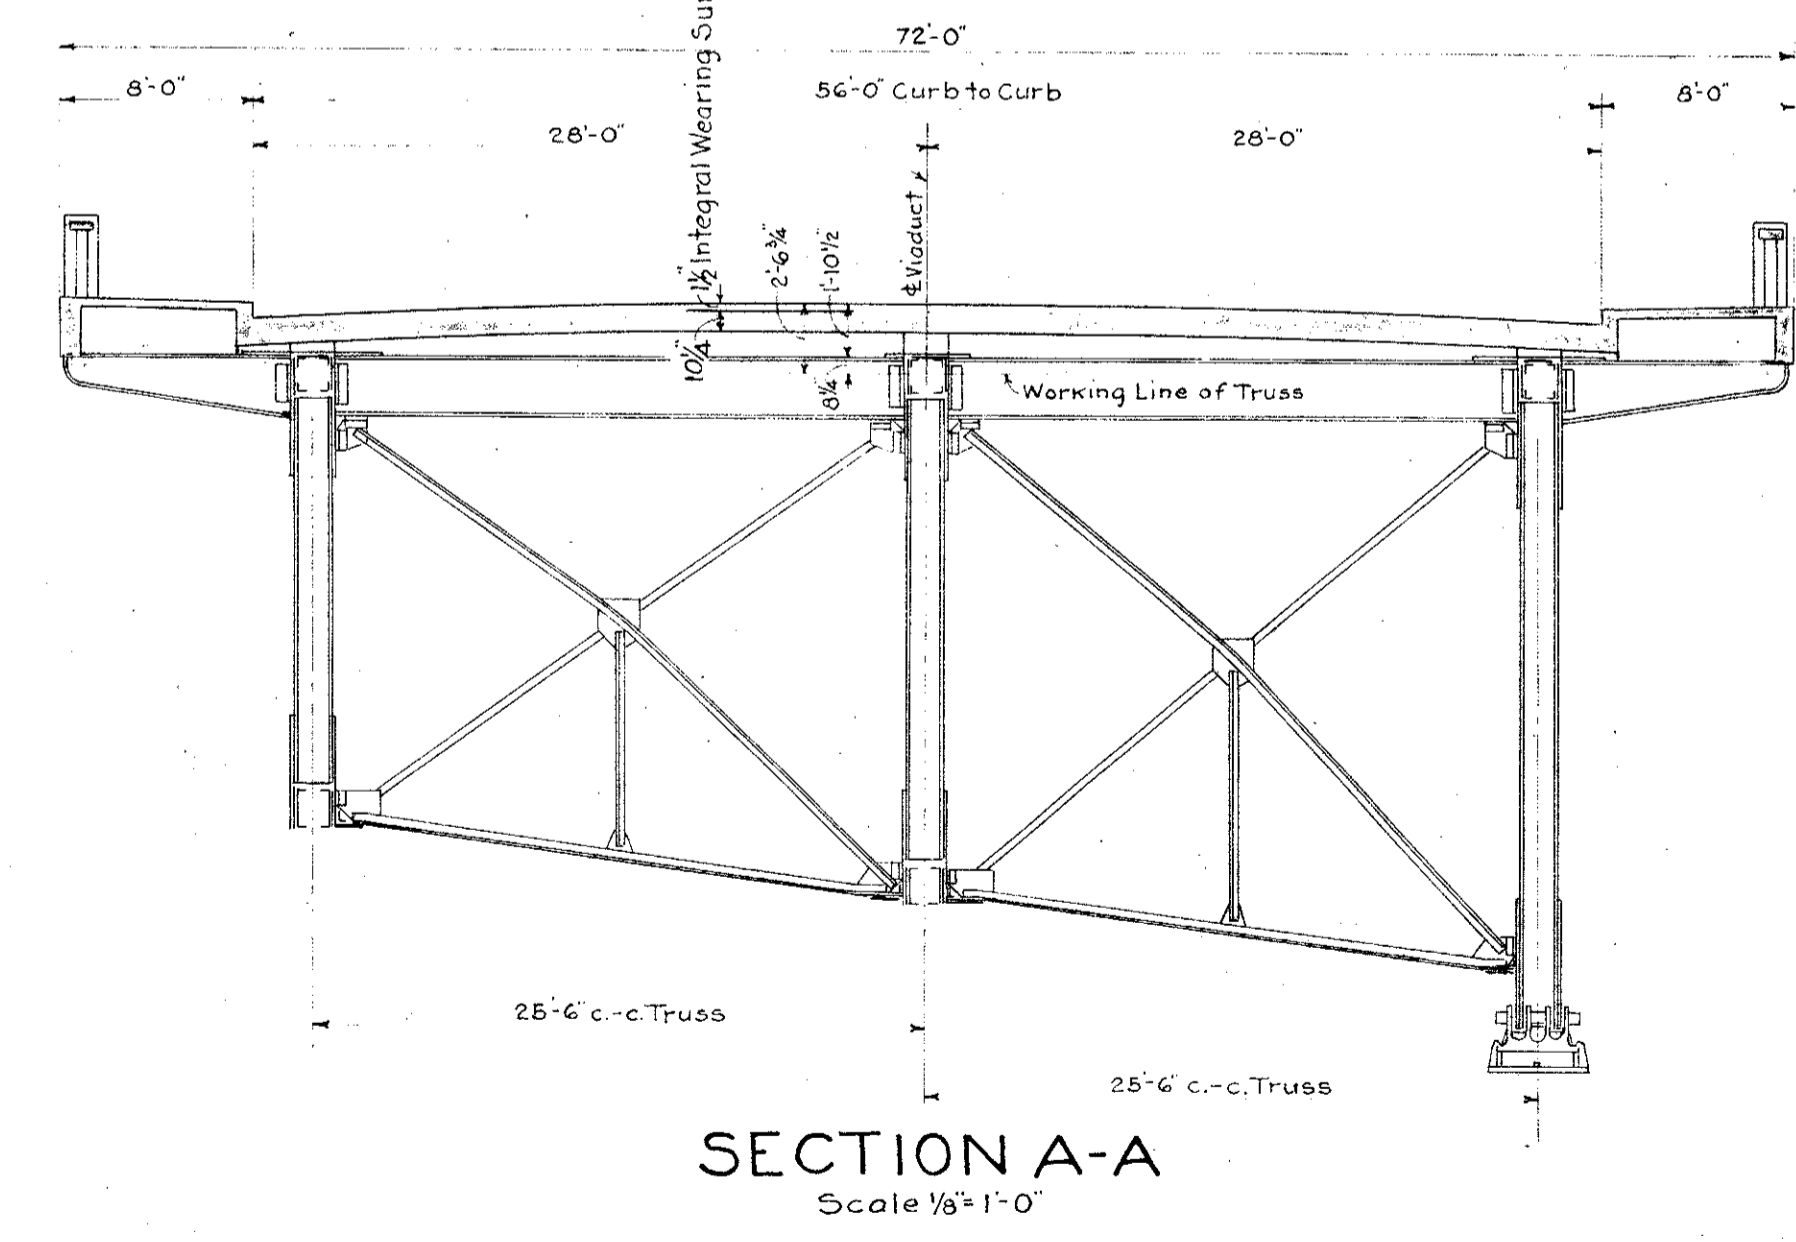 72'-0"
8'-0"
56'-0" Curb to Curb
8'-0"
28'-0"
28'-0"
1½" Integral Wearing
10¼"
2'-6¾"
1'-10½"
8¼"
℄ Viaduct
Working Line of Truss
25'-6" c.-c. Truss
25'-6" c.-c. Truss
SECTION A-A
Scale ⅛"= 1'-0"